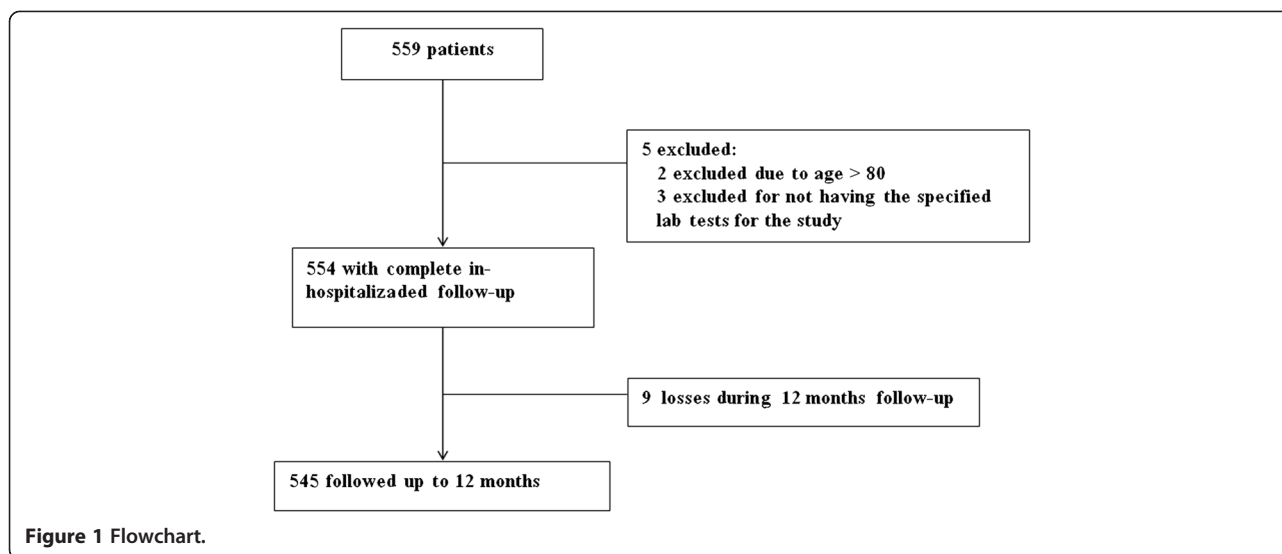 559 patients
5 excluded:
2 excluded due to age > 80
3 excluded for not having the specified
lab tests for the study
554 with complete in-
hospitalizaded follow-up
9 losses during 12 months follow-up
545 followed up to 12 months
Figure 1 Flowchart.